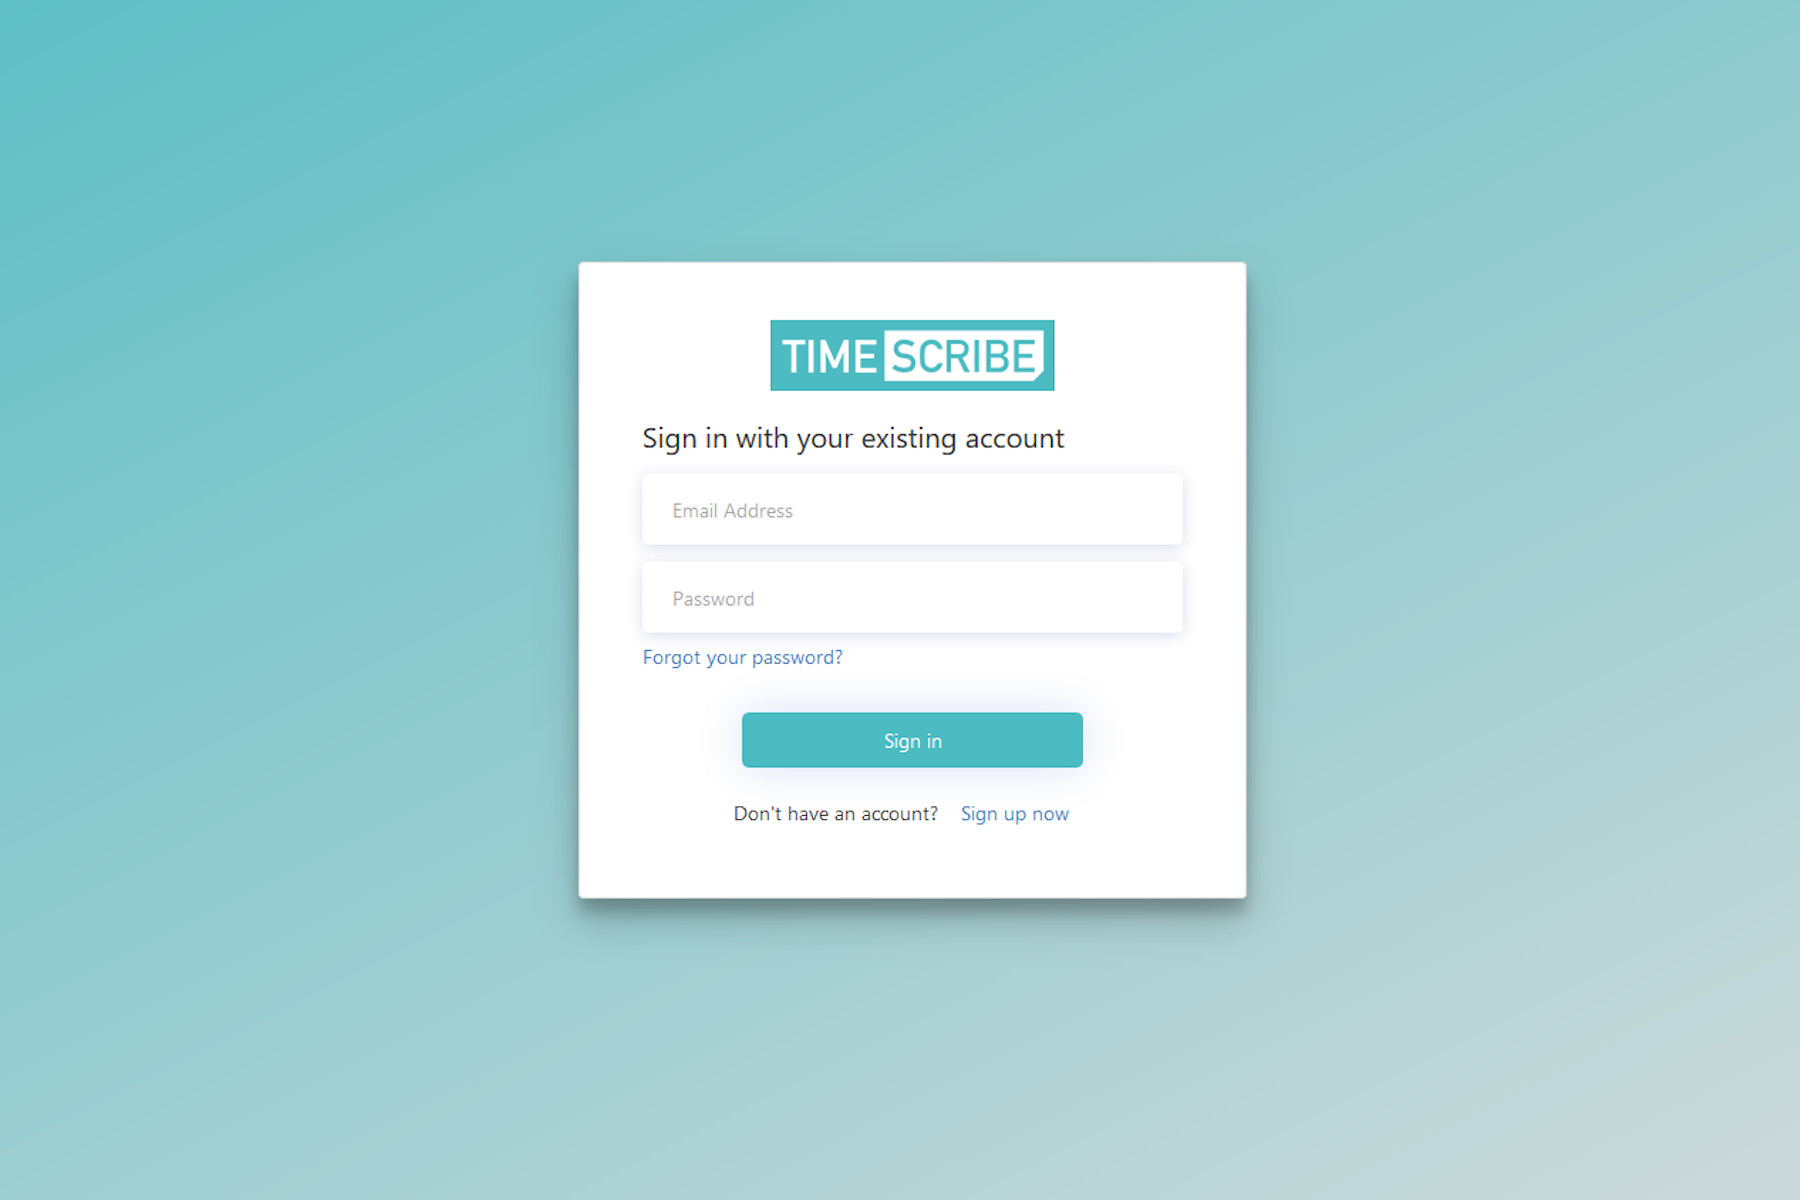 TIME SCRIBE
Sign in with your existing account
Email Address
Password
Forgot your password?
Sign in
Don't have an account? Sign up now